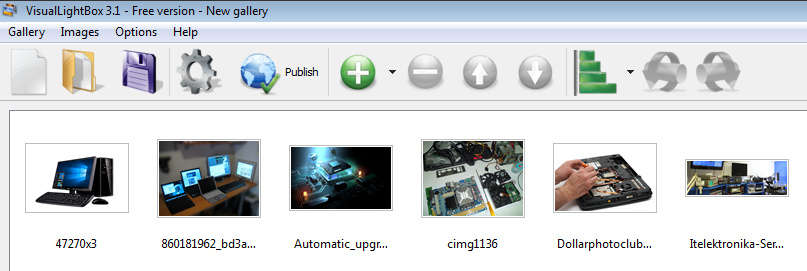 VisualLightBox 3.1 - Free version - New gallery
Gallery Images Options Help
Publish
47270x3 860181962_bd3a... Automatic_upgr... cimg1136 Dollarphotoclub... Itelektronika-Ser...